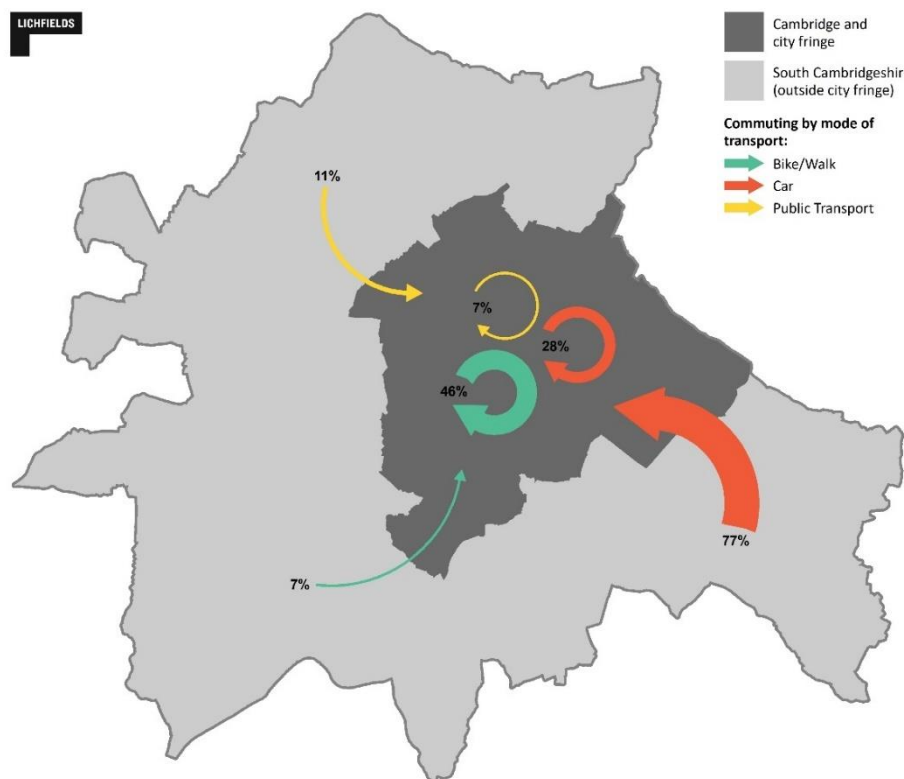 LICHFIELDS
Cambridge and
city fringe
South Cambridgeshir
(outside city fringe)
Commuting by mode of
transport:
Bike/Walk
Car
Public Transport
11%
7%
28%
46%
77%
7%